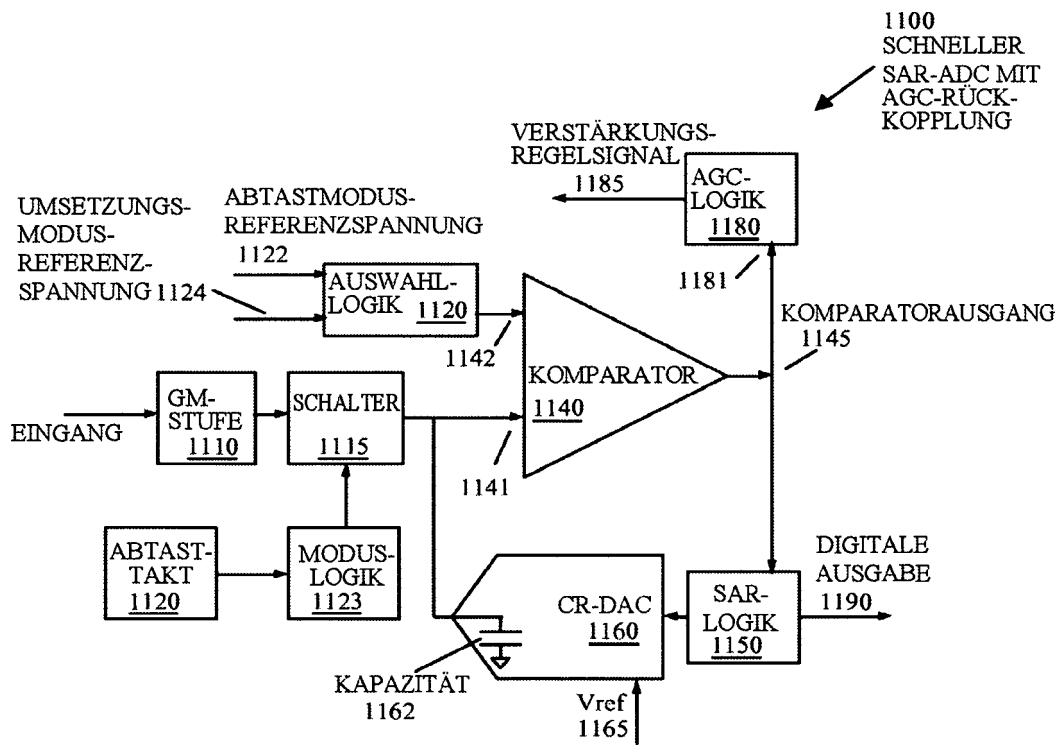 1100
SCHNELLER
SAR-ADC MIT
AGC-RÜCK-
KOPPLUNG
VERSTÄRKUNGS-
REGELSIGNAL
1185
AGC-
LOGIK
1180
1181
UMSETZUNGS-
MODUS-
REFERENZ-
SPANNUNG 1124
ABTASTMODUS-
REFERENZSPANNUNG
1122
AUSWAHL-
LOGIK 1120
1142
KOMPARATORAUSGANG
1145
KOMPARATOR
1140
EINGANG
GM-
STUFE
1110
SCHALTER
1115
1141
ABTAST-
TAKT
1120
MODUS-
LOGIK
1123
CR-DAC
1160
SAR-
LOGIK
1150
DIGITALE
AUSGABE
1190
KAPAZITÄT
1162
Vref
1165